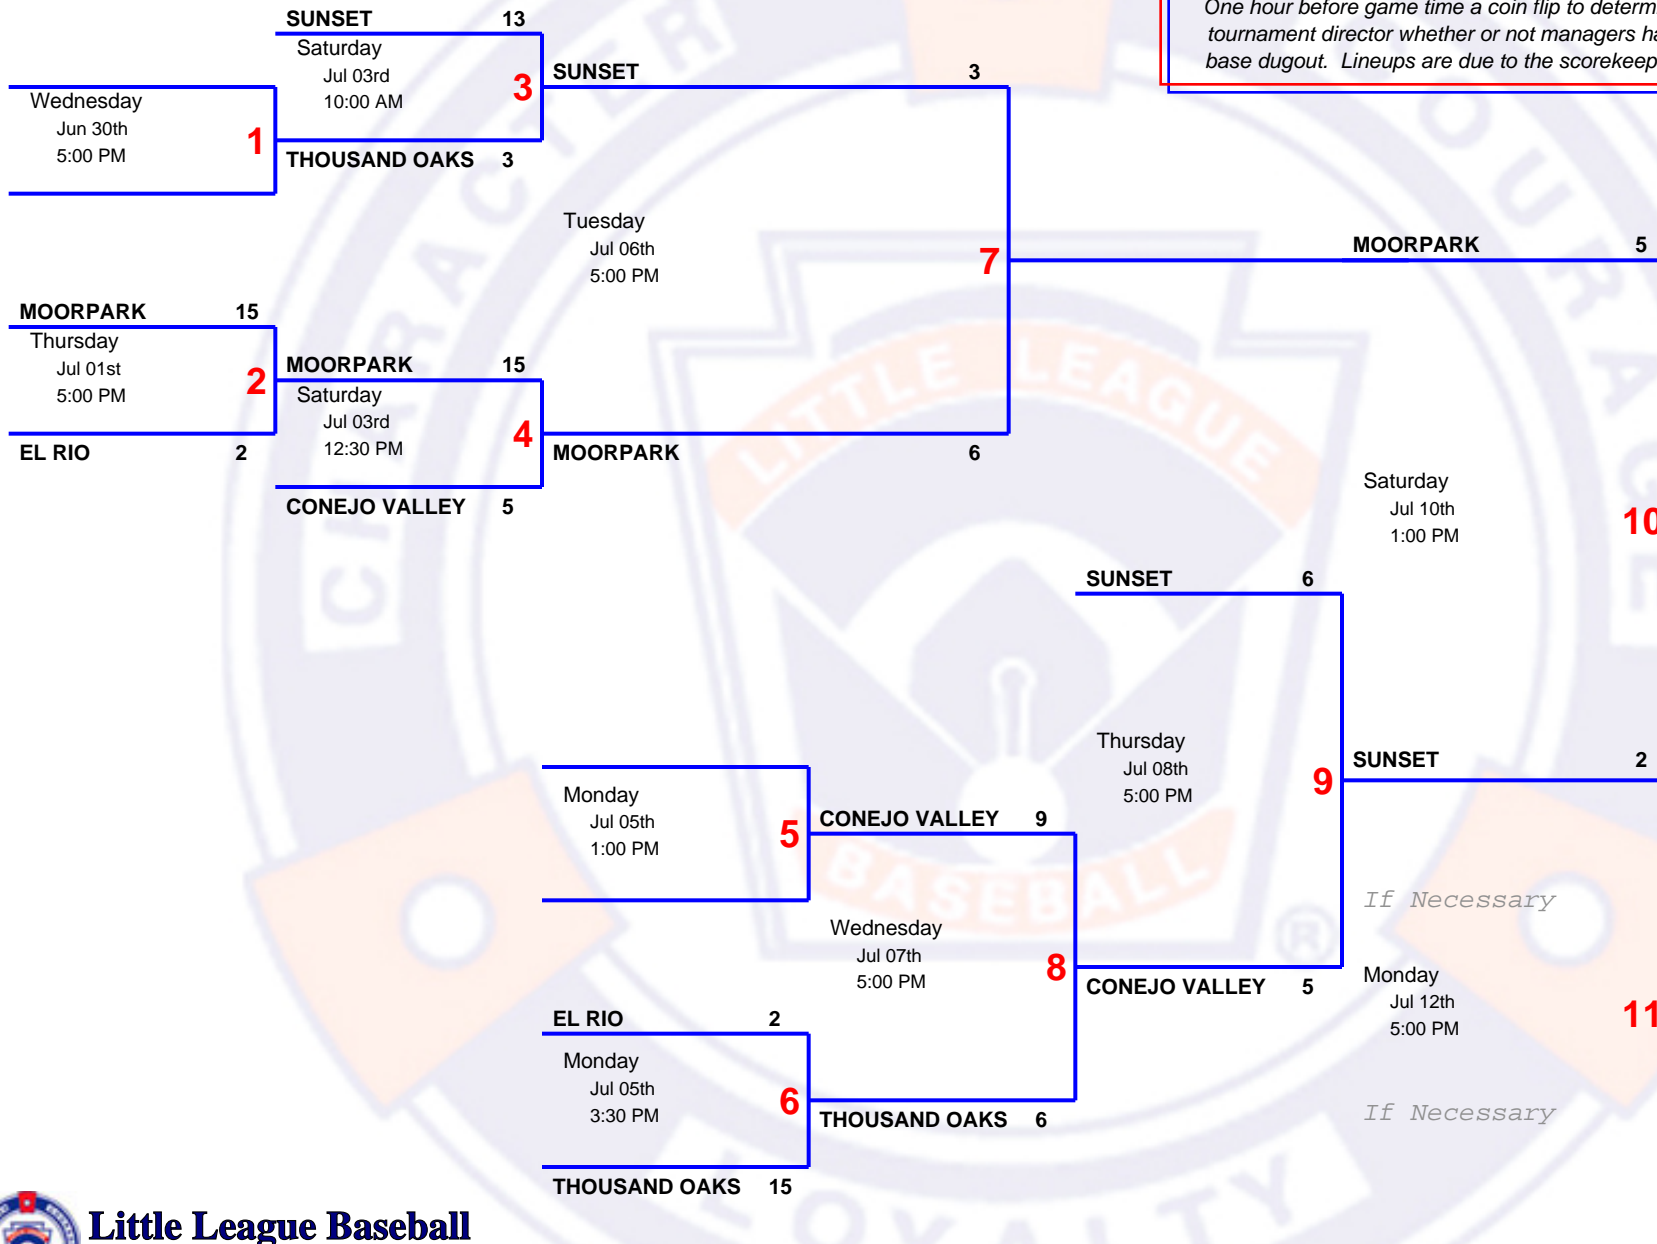 One hour before game time a coin flip to determ
tournament director whether or not managers ha
base dugout. Lineups are due to the scorekeep
SUNSET 13
Saturday
Jul 03rd
10:00 AM
3
THOUSAND OAKS 3
Wednesday
Jun 30th
5:00 PM
1
SUNSET 3
Tuesday
Jul 06th
5:00 PM
7
MOORPARK 6
MOORPARK 15
Thursday
Jul 01st
5:00 PM
2
EL RIO 2
MOORPARK 15
Saturday
Jul 03rd
12:30 PM
4
CONEJO VALLEY 5
MOORPARK 5
Saturday
Jul 10th
1:00 PM
10
SUNSET 6
Thursday
Jul 08th
5:00 PM
9
CONEJO VALLEY 5
SUNSET 2
Monday
Jul 05th
1:00 PM
5
CONEJO VALLEY 9
Wednesday
Jul 07th
5:00 PM
8
THOUSAND OAKS 6
EL RIO 2
Monday
Jul 05th
3:30 PM
6
THOUSAND OAKS 15
If Necessary
Monday
Jul 12th
5:00 PM
11
If Necessary
Little League Baseball
CHARACTER
COURAGE
LOYALTY
LITTLE LEAGUE
BASEBALL
®